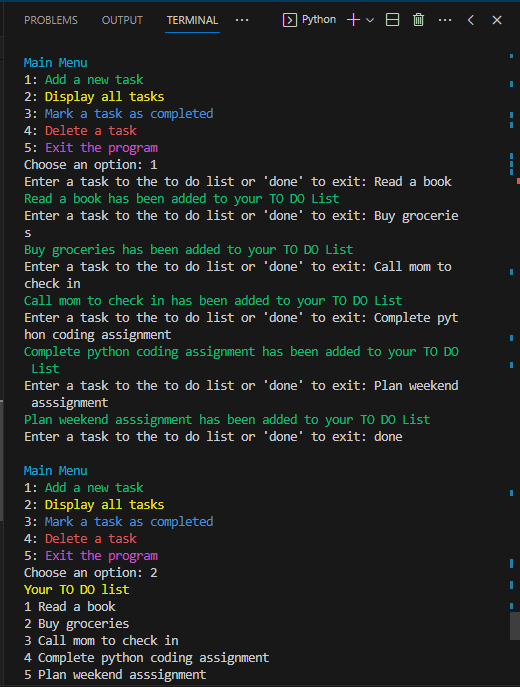 PROBLEMS OUTPUT TERMINAL ... Python ...
Main Menu
1: Add a new task
2: Display all tasks
3: Mark a task as completed
4: Delete a task
5: Exit the program
Choose an option: 1
Enter a task to the to do list or 'done' to exit: Read a book
Read a book has been added to your TO DO List
Enter a task to the to do list or 'done' to exit: Buy grocerie
s
Buy groceries has been added to your TO DO List
Enter a task to the to do list or 'done' to exit: Call mom to
check in
Call mom to check in has been added to your TO DO List
Enter a task to the to do list or 'done' to exit: Complete pyt
hon coding assignment
Complete python coding assignment has been added to your TO DO
 List
Enter a task to the to do list or 'done' to exit: Plan weekend
 asssignment
Plan weekend asssignment has been added to your TO DO List
Enter a task to the to do list or 'done' to exit: done
Main Menu
1: Add a new task
2: Display all tasks
3: Mark a task as completed
4: Delete a task
5: Exit the program
Choose an option: 2
Your TO DO list
1 Read a book
2 Buy groceries
3 Call mom to check in
4 Complete python coding assignment
5 Plan weekend asssignment